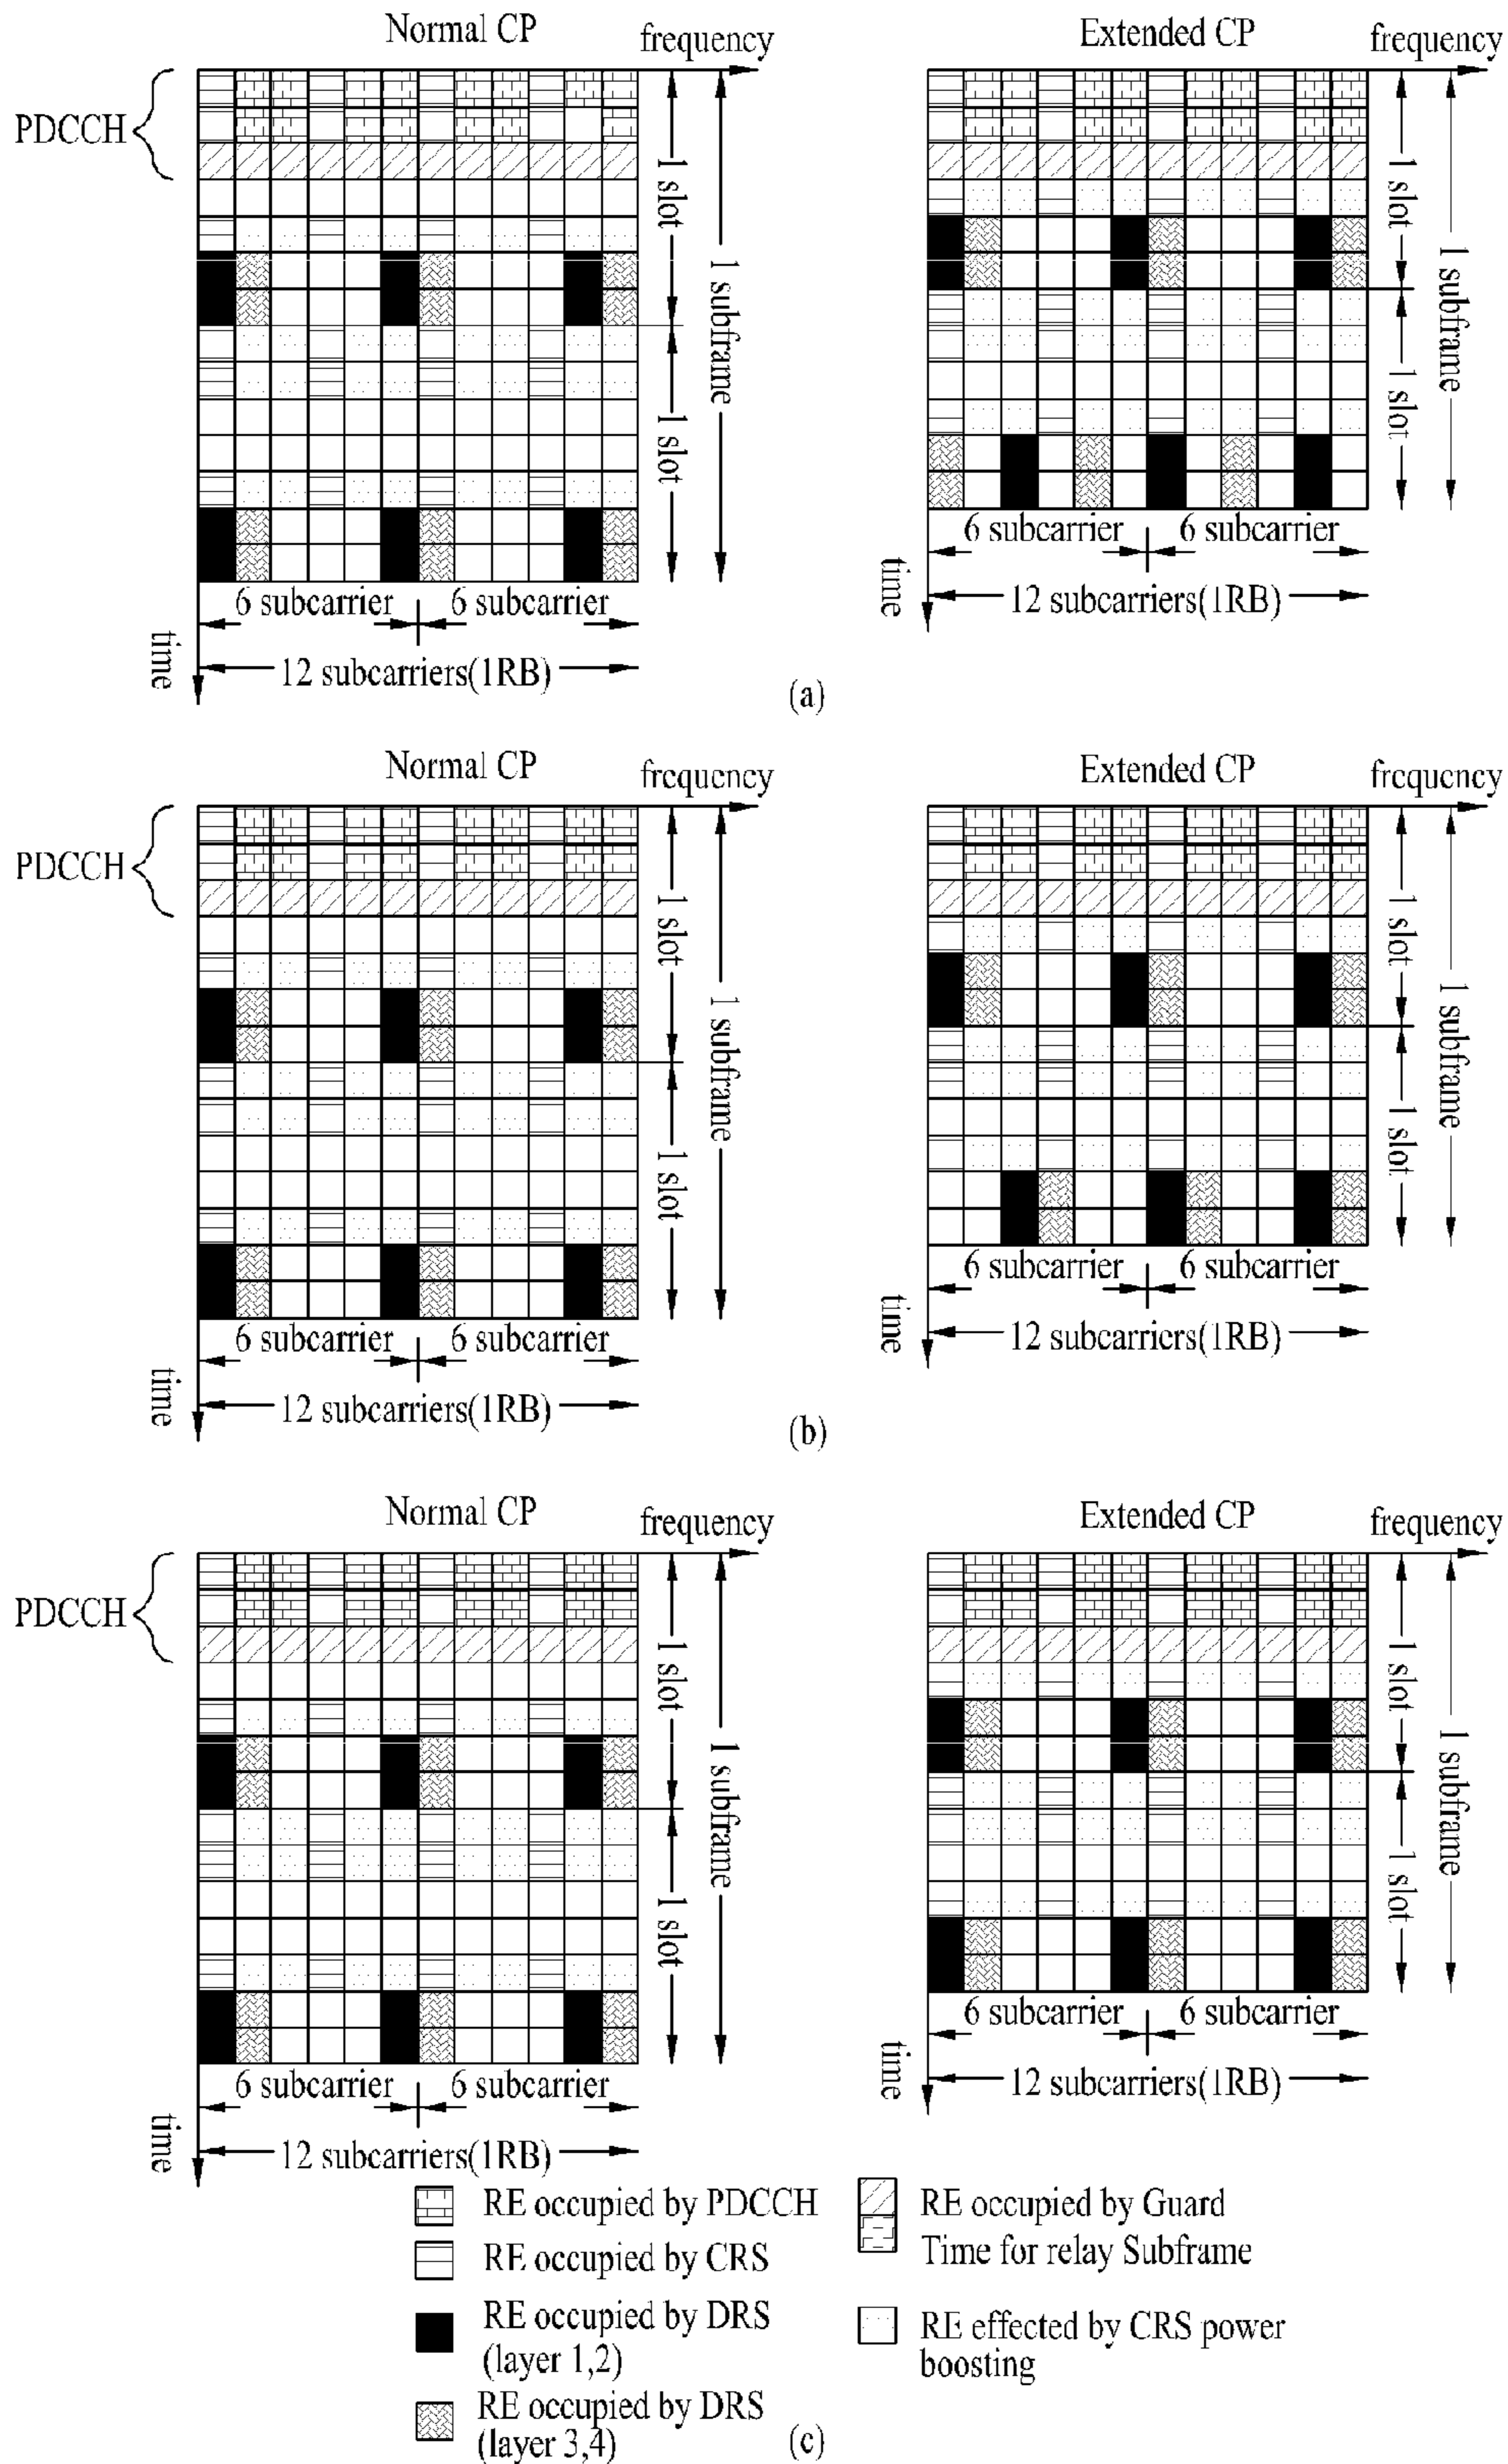 Normal CP
frequency
PDCCH
1 slot
1 slot
1 subframe
6 subcarrier
6 subcarrier
12 subcarriers(1RB)
time
Extended CP
frequency
1 slot
1 slot
1 subframe
6 subcarrier
6 subcarrier
12 subcarriers(1RB)
time
(a)
Normal CP
frequency
PDCCH
1 slot
1 slot
1 subframe
6 subcarrier
6 subcarrier
12 subcarriers(1RB)
time
Extended CP
frequency
1 slot
1 slot
1 subframe
6 subcarrier
6 subcarrier
12 subcarriers(1RB)
time
(b)
Normal CP
frequency
PDCCH
1 slot
1 slot
1 subframe
6 subcarrier
6 subcarrier
12 subcarriers(1RB)
time
Extended CP
frequency
1 slot
1 slot
1 subframe
6 subcarrier
6 subcarrier
12 subcarriers(1RB)
time
RE occupied by PDCCH
RE occupied by CRS
RE occupied by DRS
(layer 1,2)
RE occupied by DRS
(layer 3,4)
RE occupied by Guard
Time for relay Subframe
RE effected by CRS power
boosting
(c)